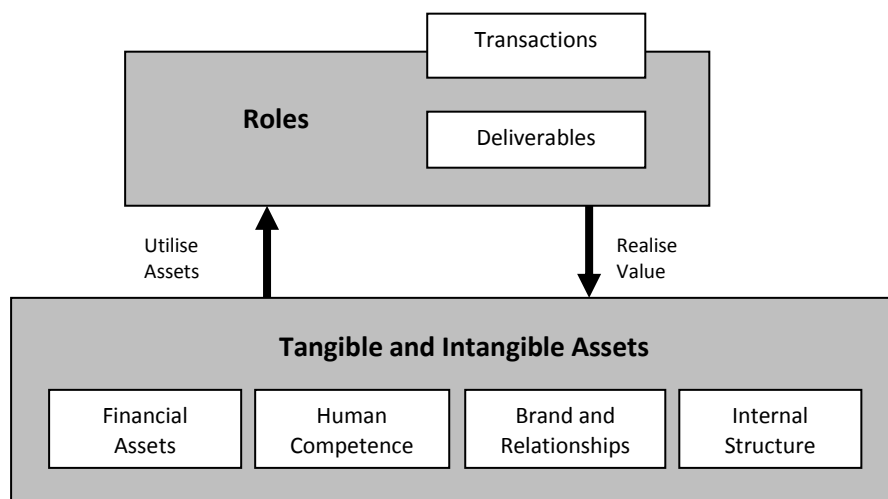 Transactions
Roles
Deliverables
Utilise
Assets
Realise
Value
Tangible and Intangible Assets
Financial
Assets
Human
Competence
Brand and
Relationships
Internal
Structure